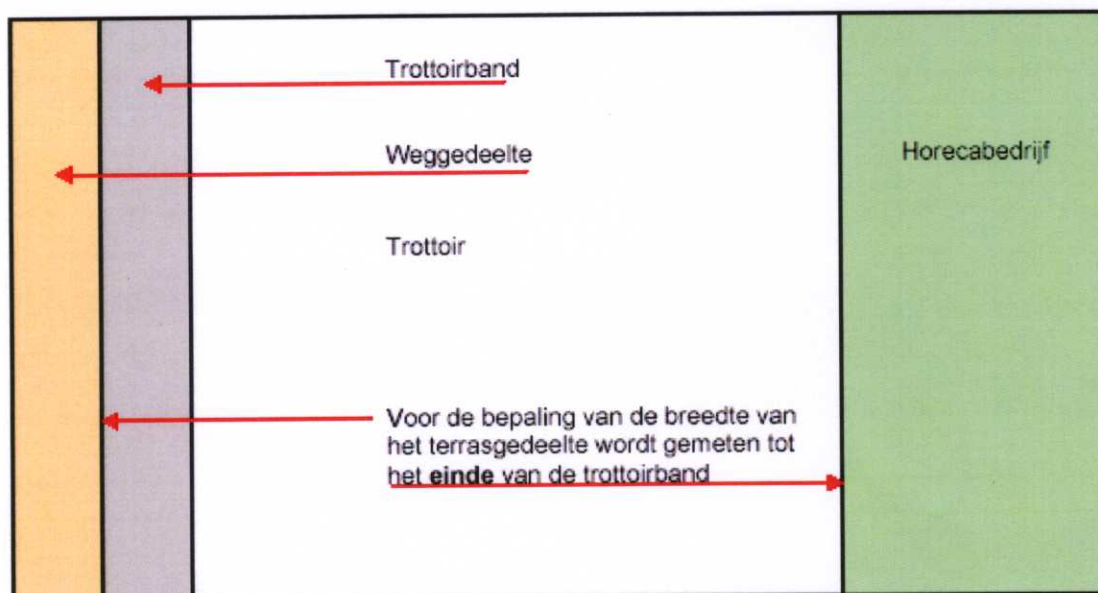 Trottoirband
Weggedeelte
Horecabedrijf
Trottoir
Voor de bepaling van de breedte van
het terrasgedeelte wordt gemeten tot
het einde van de trottoirband